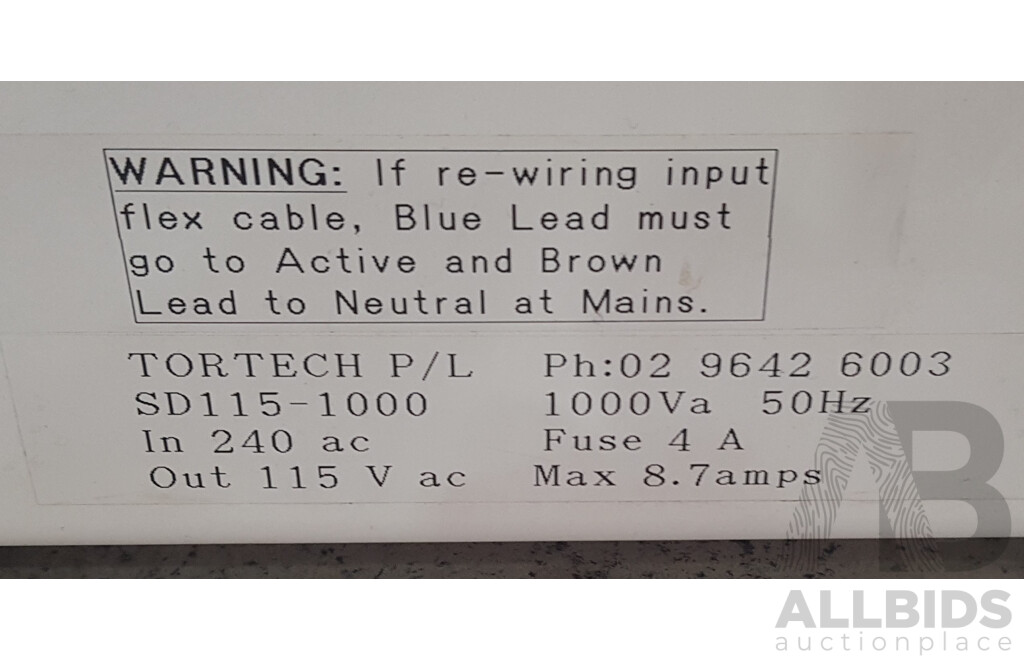 WARNING: If re-wiring input
flex cable, Blue Lead must
go to Active and Brown
Lead to Neutral at Mains.
TORTECH P/L Ph:02 9642 6003
SD115-1000 1000Va 50Hz
In 240 ac Fuse 4 A
Out 115 V ac Max 8.7amps
AB
ALLBIDS
auctionplace